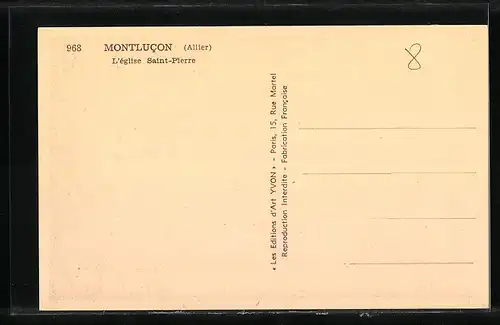 968 MONTLUÇON (Allier)
L'église Saint-Pierre
8
« Les Editions d'Art YVON » - Paris, 15, Rue Martel
Reproduction Interdite - Fabrication Française